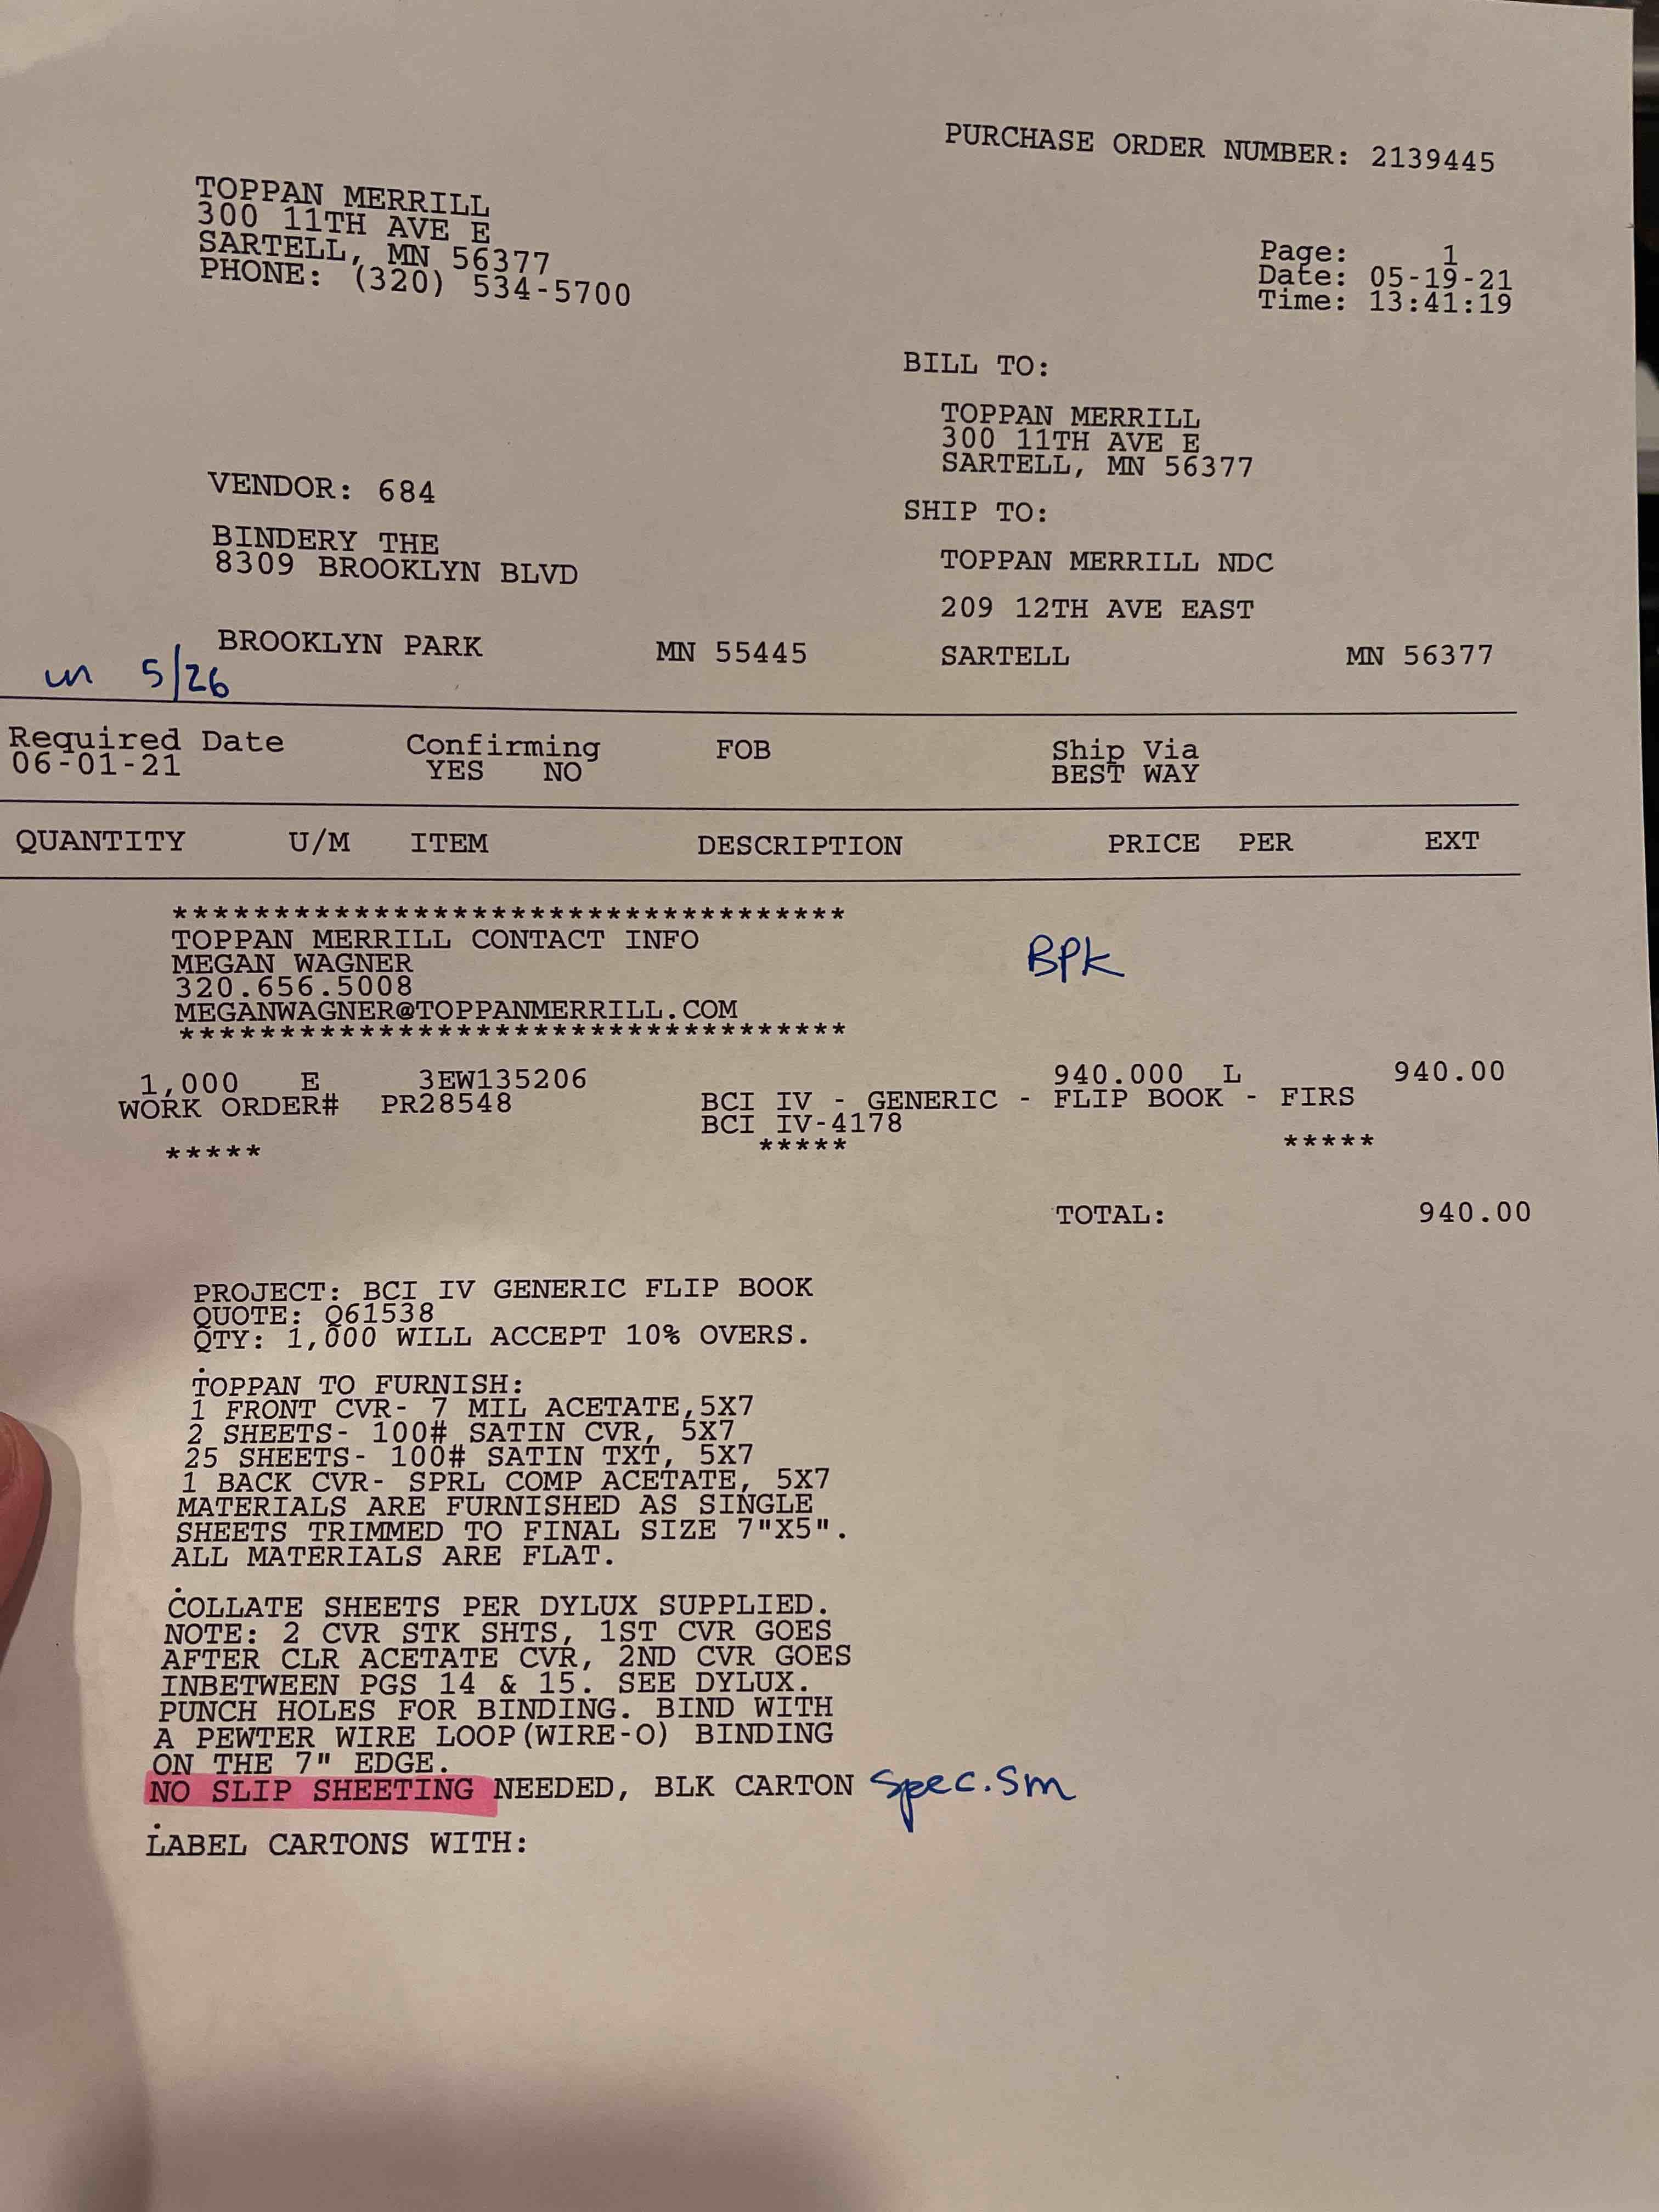 PURCHASE ORDER NUMBER: 2139445
TOPPAN MERRILL
300 11TH AVE E
SARTELL, MN 56377
PHONE: (320) 534-5700
Page: 1
Date: 05-19-21
Time: 13:41:19
BILL TO:
TOPPAN MERRILL
300 11TH AVE E
SARTELL, MN 56377
VENDOR: 684
BINDERY THE
8309 BROOKLYN BLVD
BROOKLYN PARK MN 55445
SHIP TO:
TOPPAN MERRILL NDC
209 12TH AVE EAST
SARTELL MN 56377
in 5/26
Required Date Confirming FOB Ship Via
06-01-21 YES NO BEST WAY
QUANTITY U/M ITEM DESCRIPTION PRICE PER EXT
**********************************
TOPPAN MERRILL CONTACT INFO
MEGAN WAGNER
320.656.5008
MEGANWAGNER@TOPPANMERRILL.COM
**********************************
BPK
1,000 E 3EW135206 940.000 L 940.00
WORK ORDER# PR28548 BCI IV - GENERIC - FLIP BOOK - FIRS
BCI IV-4178
***** ***** *****
TOTAL: 940.00
PROJECT: BCI IV GENERIC FLIP BOOK
QUOTE: Q61538
QTY: 1,000 WILL ACCEPT 10% OVERS.
.
TOPPAN TO FURNISH:
1 FRONT CVR- 7 MIL ACETATE,5X7
2 SHEETS- 100# SATIN CVR, 5X7
25 SHEETS- 100# SATIN TXT, 5X7
1 BACK CVR- SPRL COMP ACETATE, 5X7
MATERIALS ARE FURNISHED AS SINGLE
SHEETS TRIMMED TO FINAL SIZE 7"X5".
ALL MATERIALS ARE FLAT.
.
COLLATE SHEETS PER DYLUX SUPPLIED.
NOTE: 2 CVR STK SHTS, 1ST CVR GOES
AFTER CLR ACETATE CVR, 2ND CVR GOES
INBETWEEN PGS 14 & 15. SEE DYLUX.
PUNCH HOLES FOR BINDING. BIND WITH
A PEWTER WIRE LOOP(WIRE-O) BINDING
ON THE 7" EDGE.
NO SLIP SHEETING NEEDED, BLK CARTON spec.sm
.
LABEL CARTONS WITH: